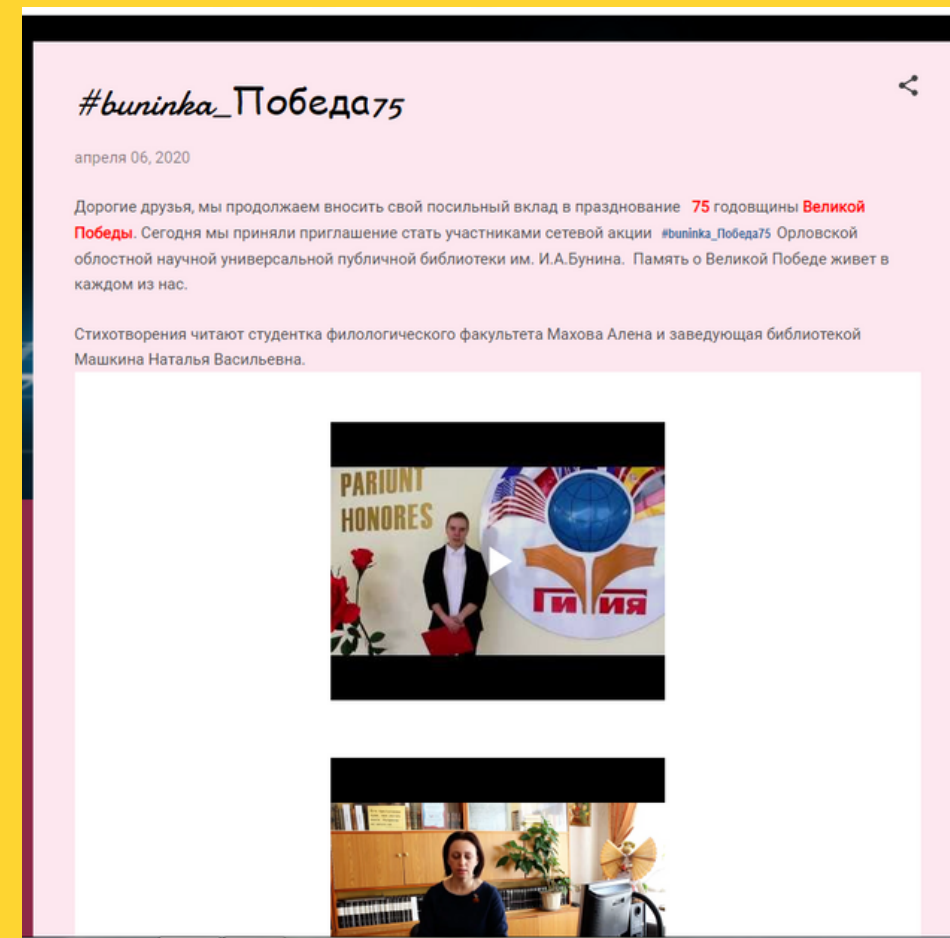 #buninka_Победа75
апреля 06, 2020
Дорогие друзья, мы продолжаем вносить свой посильный вклад в празднование 75 годовщины Великой
Победы. Сегодня мы приняли приглашение стать участниками сетевой акции #buninka_Победа75 Орловской
областной научной универсальной публичной библиотеки им. И.А.Бунина. Память о Великой Победе живет в
каждом из нас.
Стихотворения читают студентка филологического факультета Махова Алена и заведующая библиотекой
Машкина Наталья Васильевна.
PARIUNT
HONORES